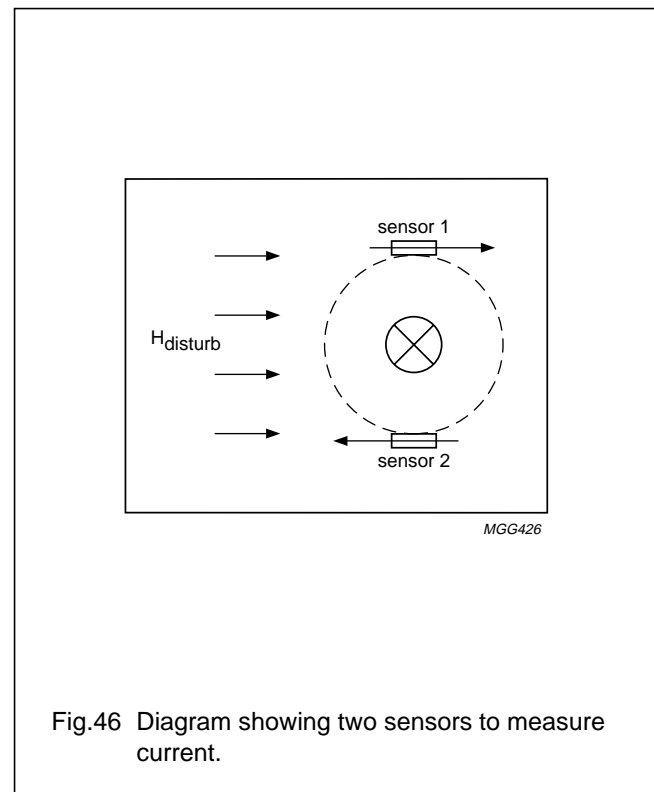 sensor 1
Hdisturb
sensor 2
MGG426
Fig.46 Diagram showing two sensors to measure
current.